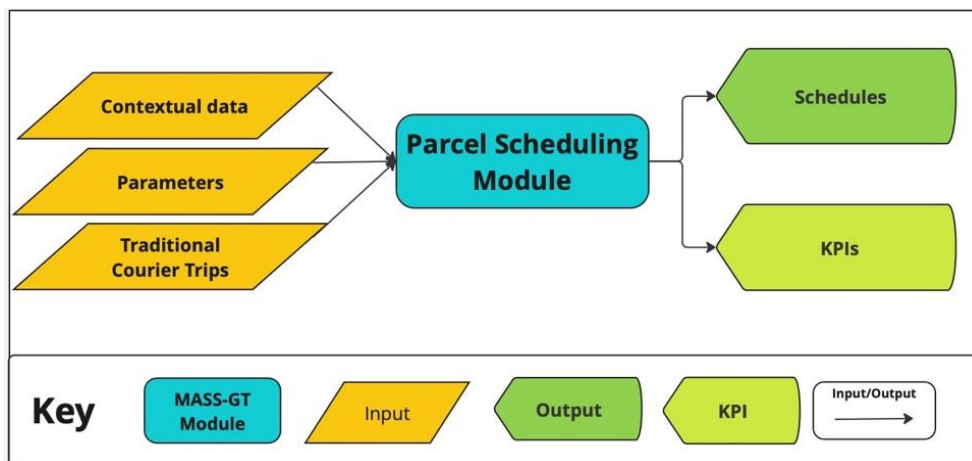 Contextual data
Parameters
Traditional
Courier Trips
Parcel Scheduling
Module
Schedules
KPIs
Key
MASS-GT
Module
Input
Output
KPI
Input/Output